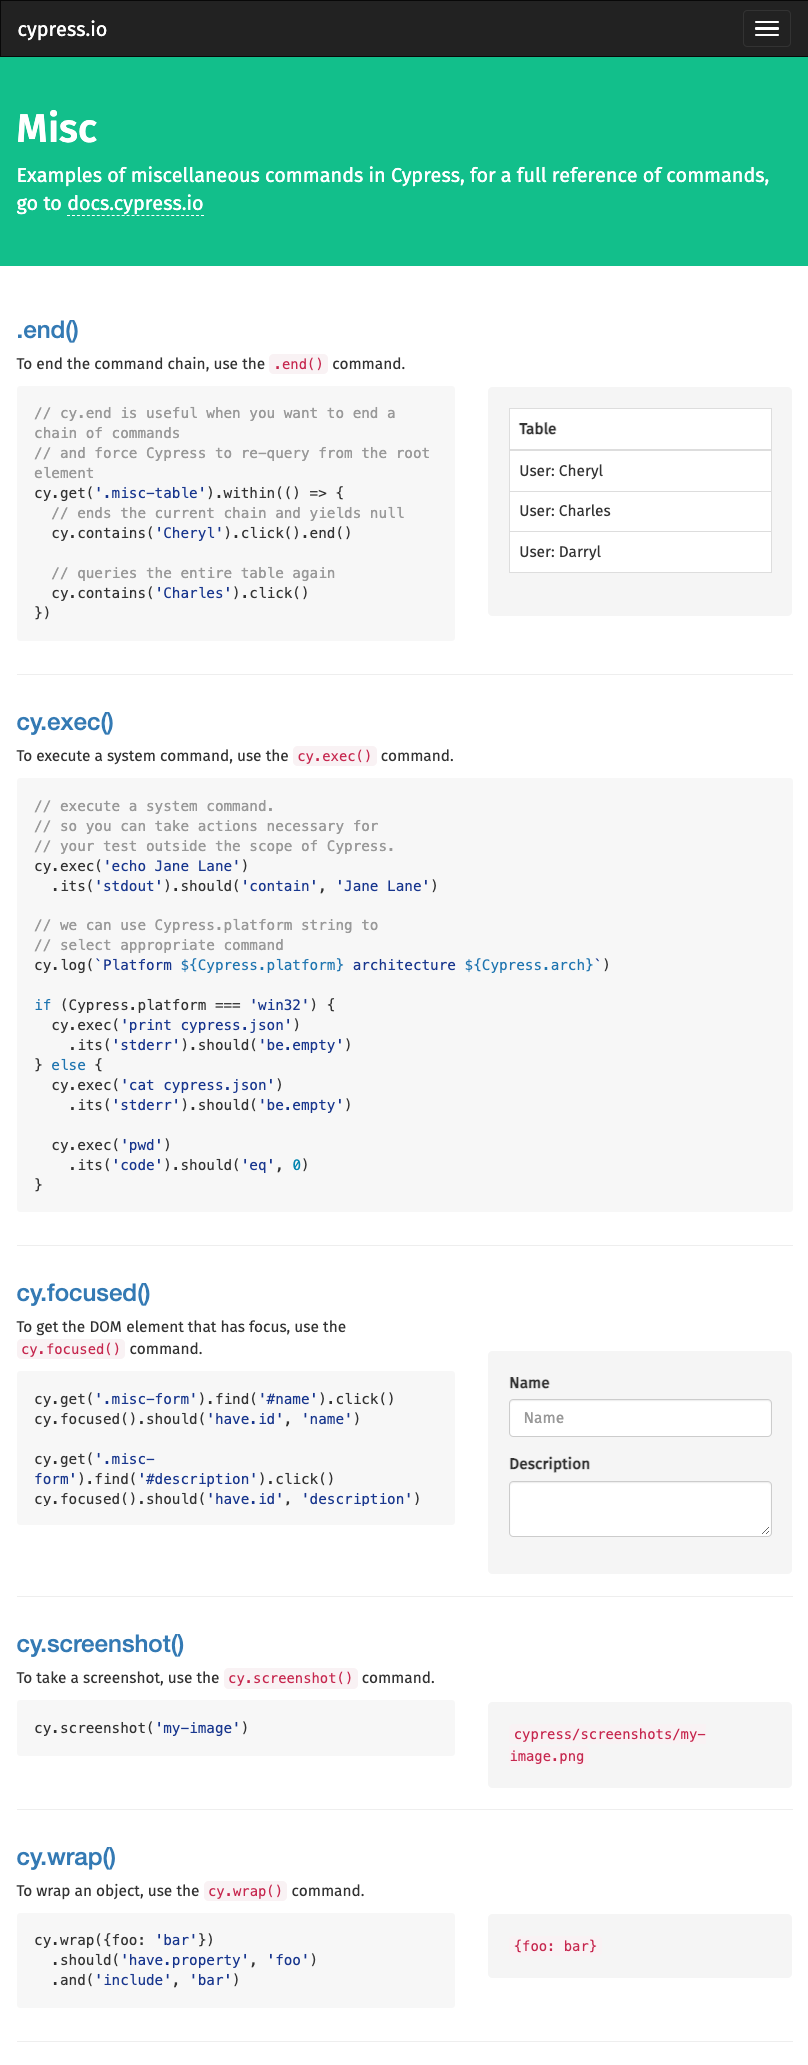 cypress.io
Misc
Examples of miscellaneous commands in Cypress, for a full reference of commands,
go to docs.cypress.io
.end()
To end the command chain, use the .end() command.
// cy.end is useful when you want to end a
chain of commands
// and force Cypress to re-query from the root
element
cy.get('.misc-table').within(() => {
  // ends the current chain and yields null
  cy.contains('Cheryl').click().end()

  // queries the entire table again
  cy.contains('Charles').click()
})
Table
User: Cheryl
User: Charles
User: Darryl
cy.exec()
To execute a system command, use the cy.exec() command.
// execute a system command.
// so you can take actions necessary for
// your test outside the scope of Cypress.
cy.exec('echo Jane Lane')
  .its('stdout').should('contain', 'Jane Lane')

// we can use Cypress.platform string to
// select appropriate command
cy.log(`Platform ${Cypress.platform} architecture ${Cypress.arch}`)

if (Cypress.platform === 'win32') {
  cy.exec('print cypress.json')
    .its('stderr').should('be.empty')
} else {
  cy.exec('cat cypress.json')
    .its('stderr').should('be.empty')

  cy.exec('pwd')
    .its('code').should('eq', 0)
}
cy.focused()
To get the DOM element that has focus, use the
cy.focused() command.
cy.get('.misc-form').find('#name').click()
cy.focused().should('have.id', 'name')

cy.get('.misc-
form').find('#description').click()
cy.focused().should('have.id', 'description')
Name
Name
Description
cy.screenshot()
To take a screenshot, use the cy.screenshot() command.
cy.screenshot('my-image')
cypress/screenshots/my-
image.png
cy.wrap()
To wrap an object, use the cy.wrap() command.
cy.wrap({foo: 'bar'})
  .should('have.property', 'foo')
  .and('include', 'bar')
{foo: bar}